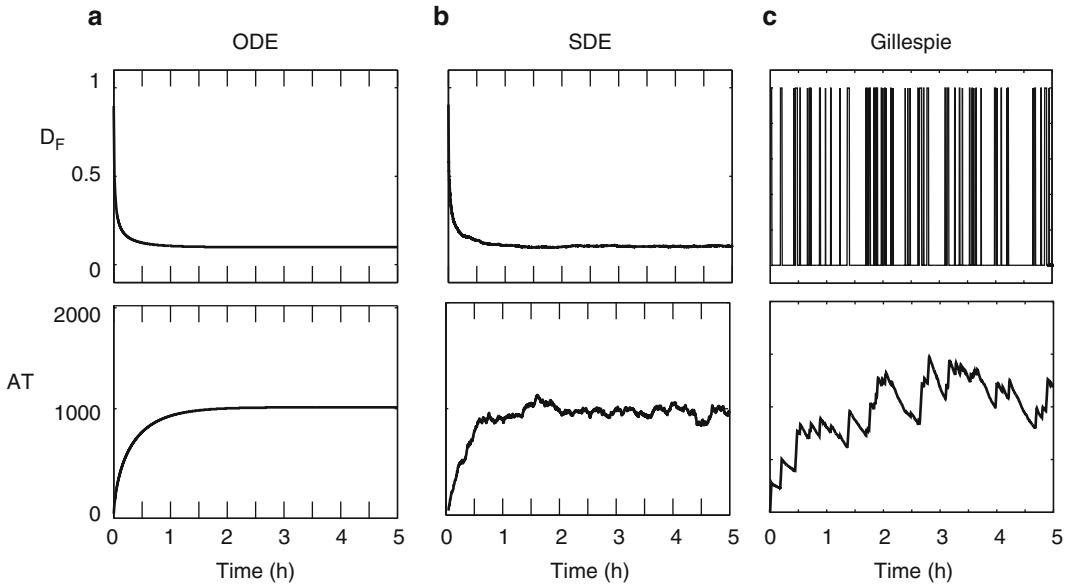 a
b
c
ODE
SDE
Gillespie
1
D_F
0.5
0
2000
AT
1000
0
0 1 2 3 4 5
0 1 2 3 4 5
0 1 2 3 4 5
Time (h)
Time (h)
Time (h)